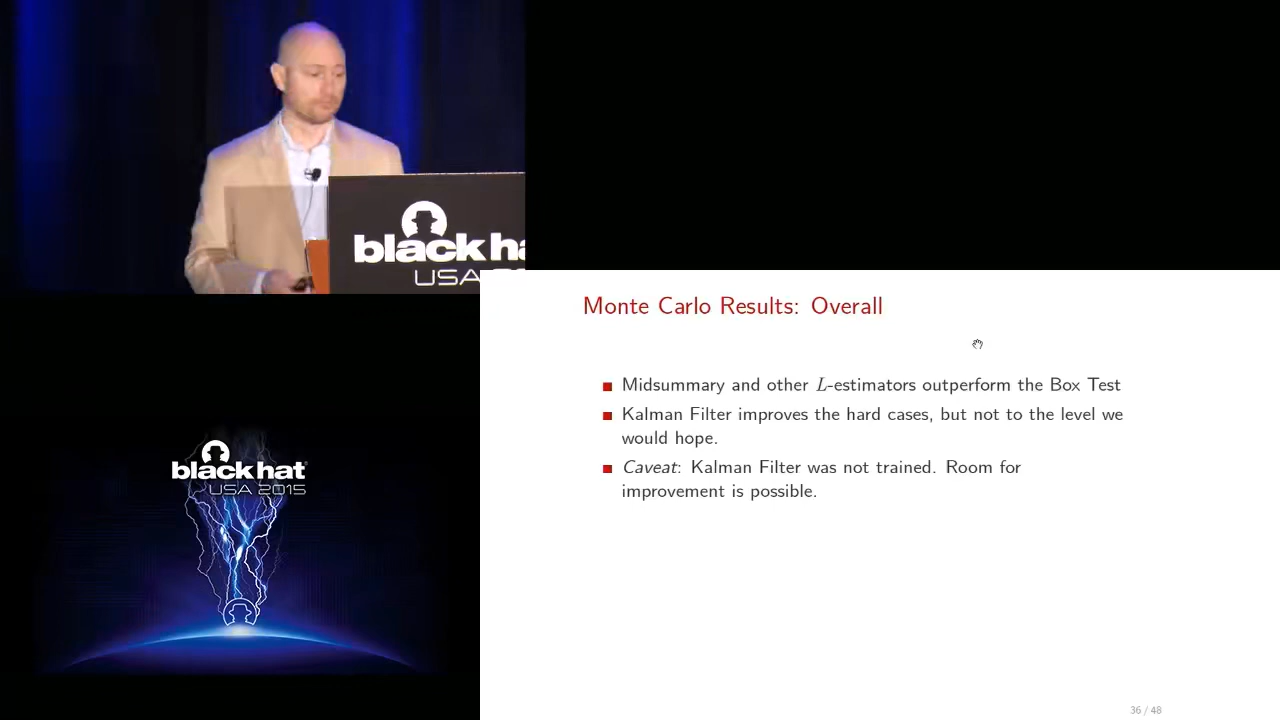 black ha
USA 20
Monte Carlo Results: Overall
Midsummary and other L-estimators outperform the Box Test
Kalman Filter improves the hard cases, but not to the level we
would hope.
Caveat: Kalman Filter was not trained. Room for
improvement is possible.
black hat
USA 2015
36 / 48